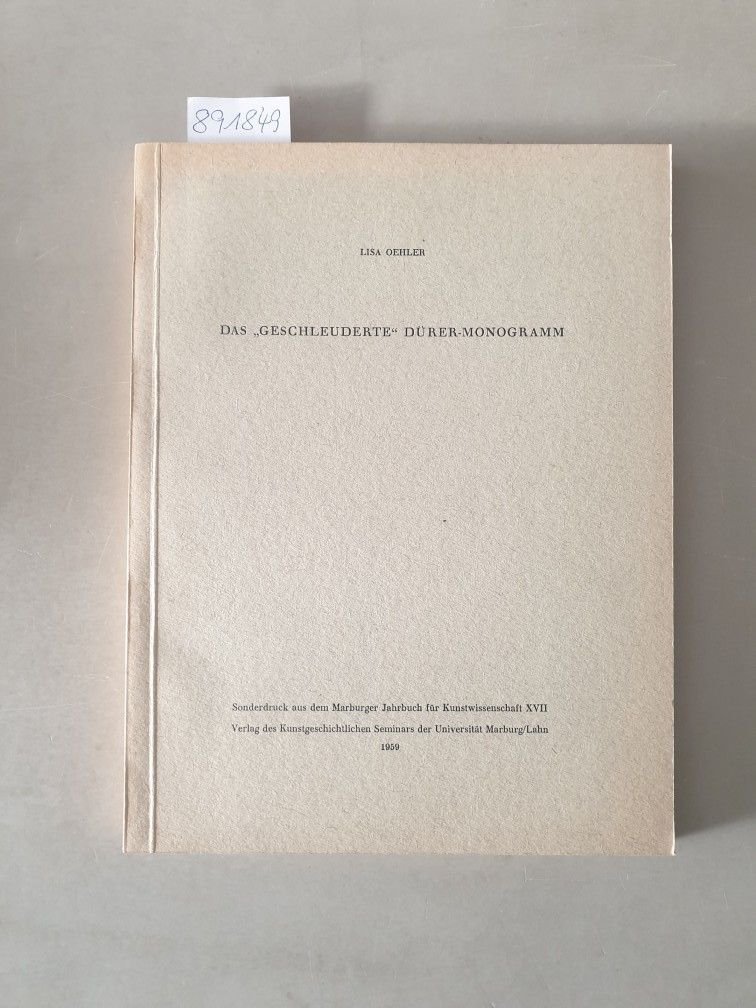 891849
LISA OEHLER
DAS „GESCHLEUDERTE“ DÜRER-MONOGRAMM
Sonderdruck aus dem Marburger Jahrbuch für Kunstwissenschaft XVII
Verlag des Kunstgeschichtlichen Seminars der Universität Marburg/Lahn
1959